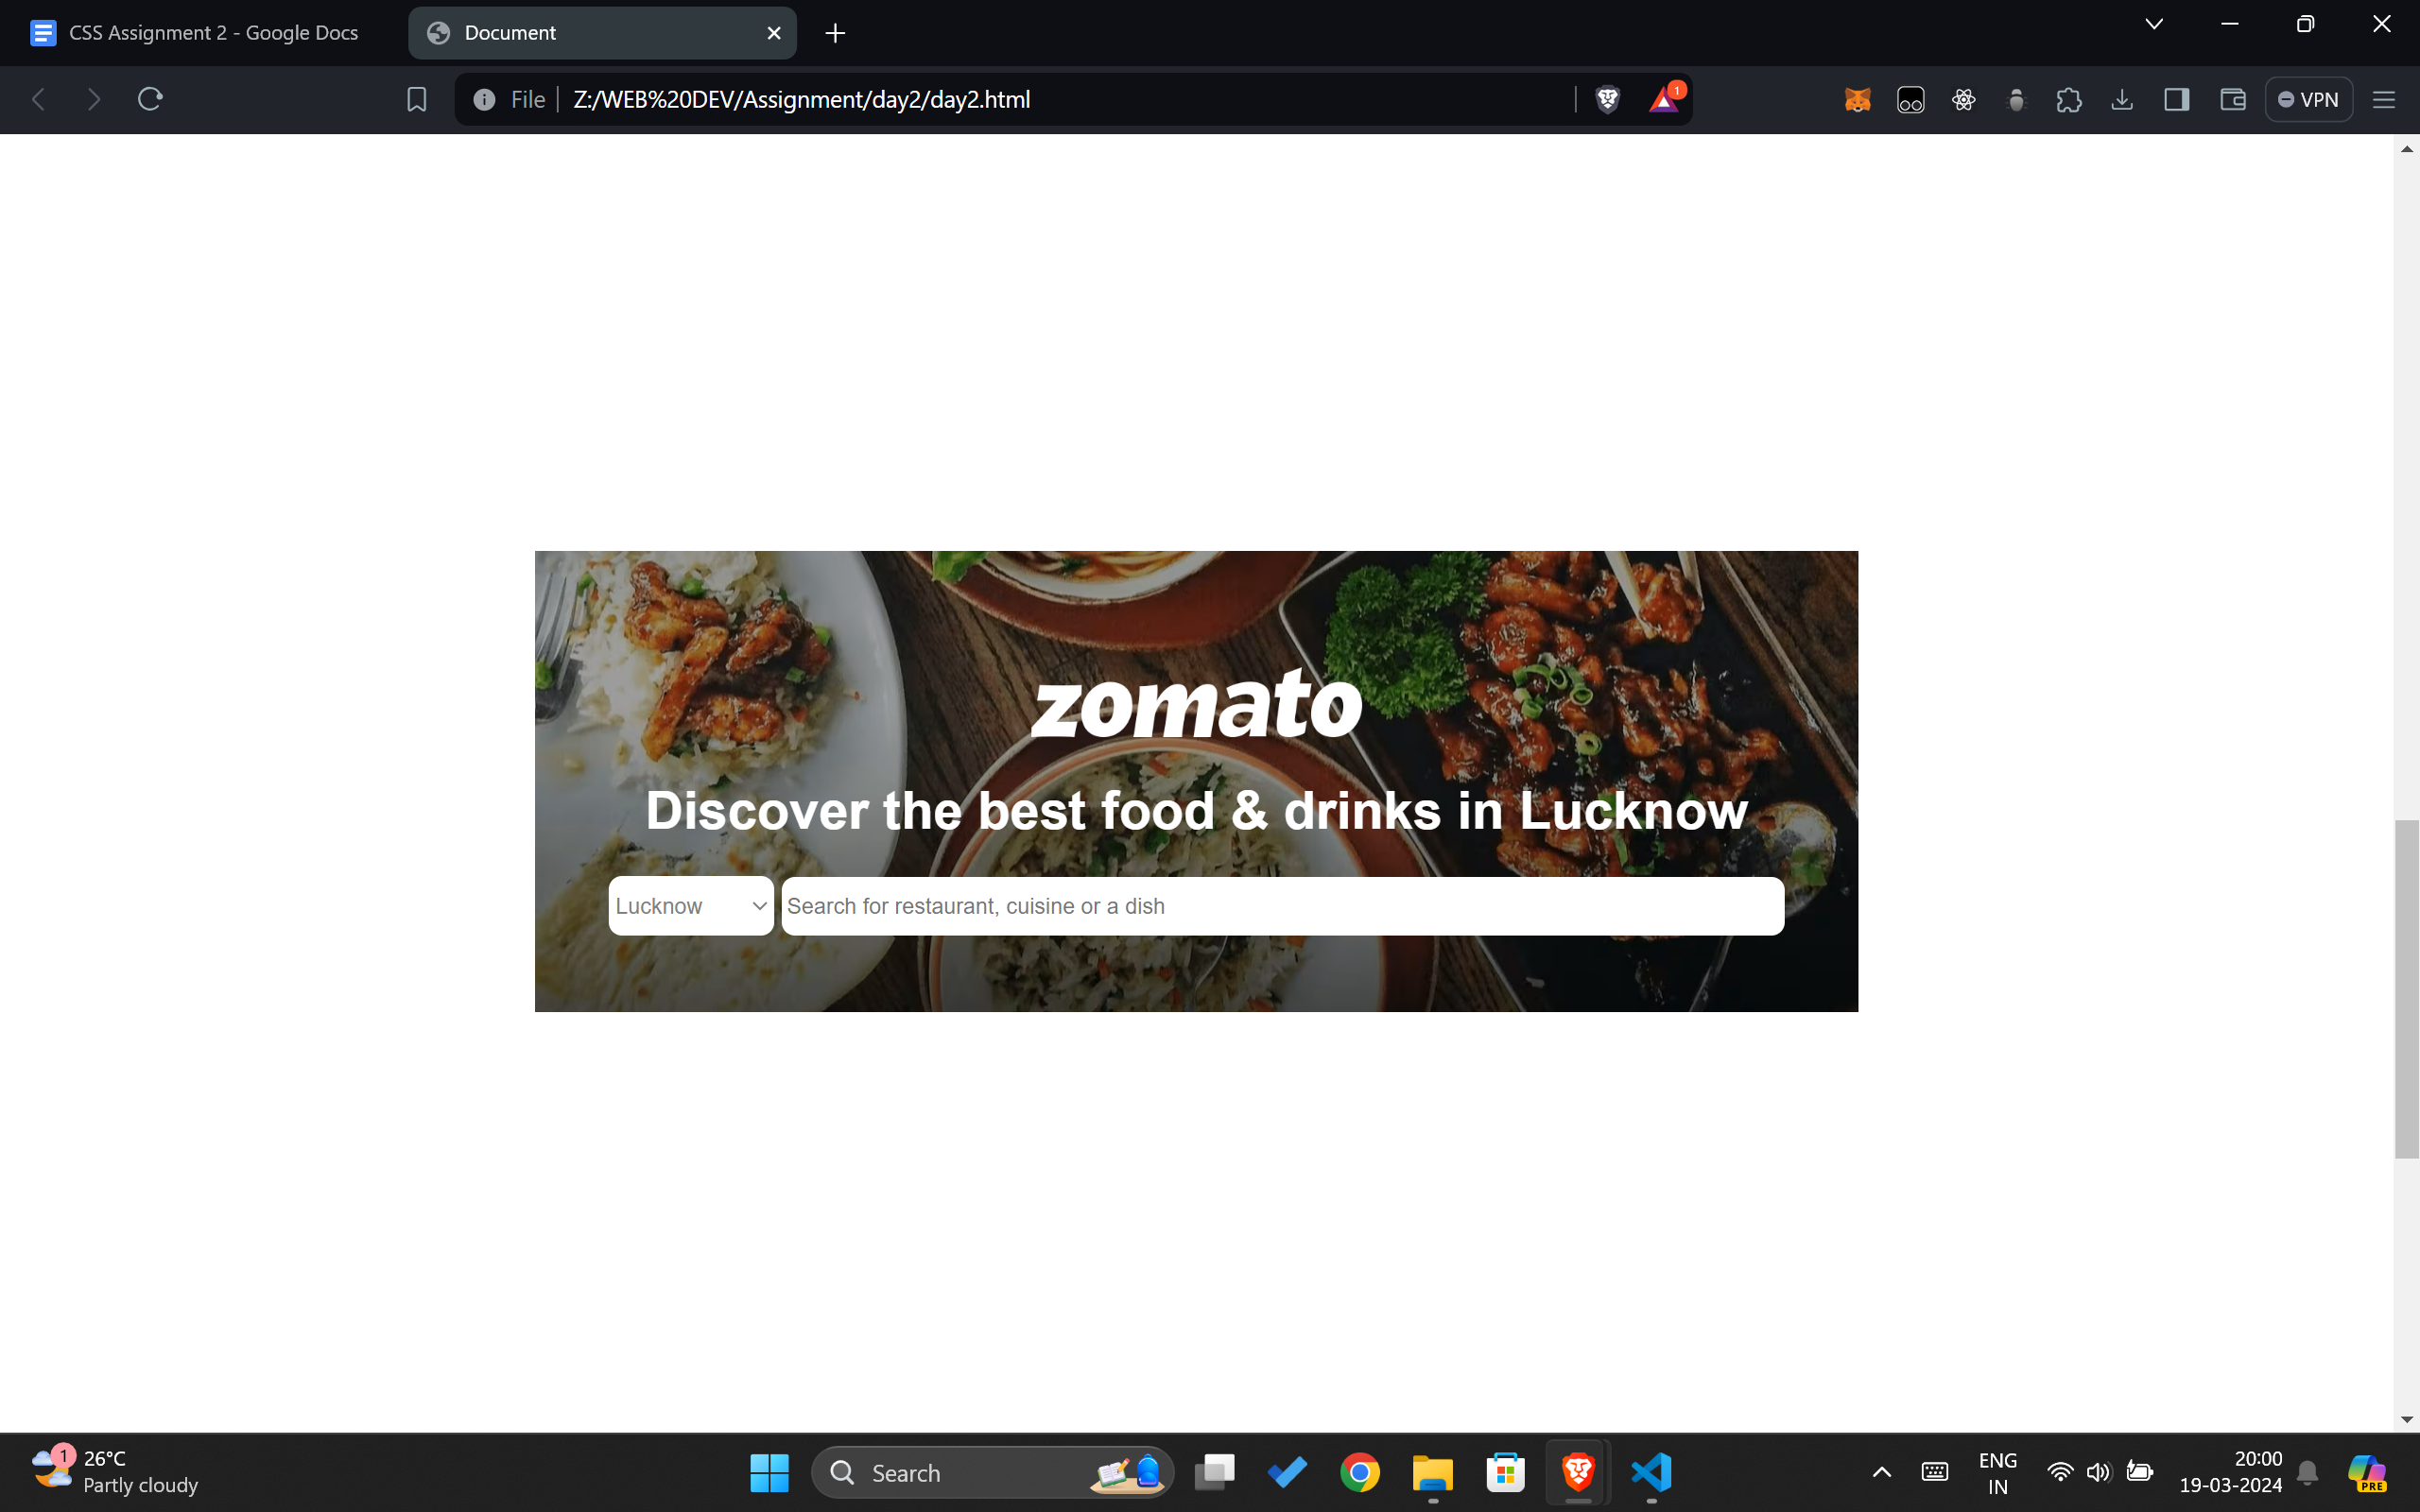 CSS Assignment 2 - Google Docs
Document
File
Z:/WEB%20DEV/Assignment/day2/day2.html
1
VPN
zomato
Discover the best food & drinks in Lucknow
Lucknow
Search for restaurant, cuisine or a dish
1
26°C
Partly cloudy
Search
ENG
IN
20:00
19-03-2024
PRE